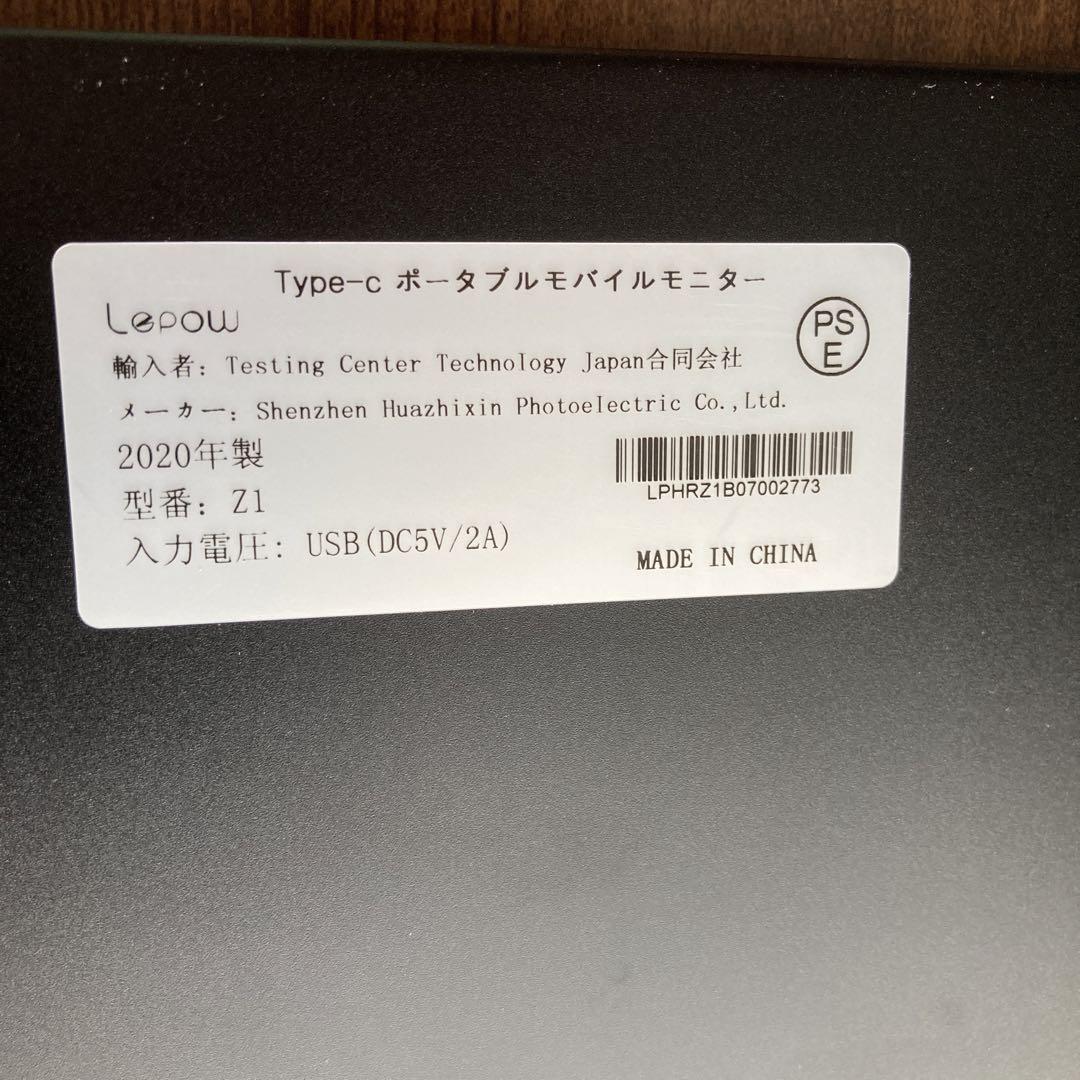 Type-c ポータブルモバイルモニター
Lepow
PS
E
輸入者: Testing Center Technology Japan合同会社
メーカー: Shenzhen Huazhixin Photoelectric Co.,Ltd.
2020年製
LPHRZ1B07002773
型番: Z1
入力電圧: USB(DC5V/2A)
MADE IN CHINA